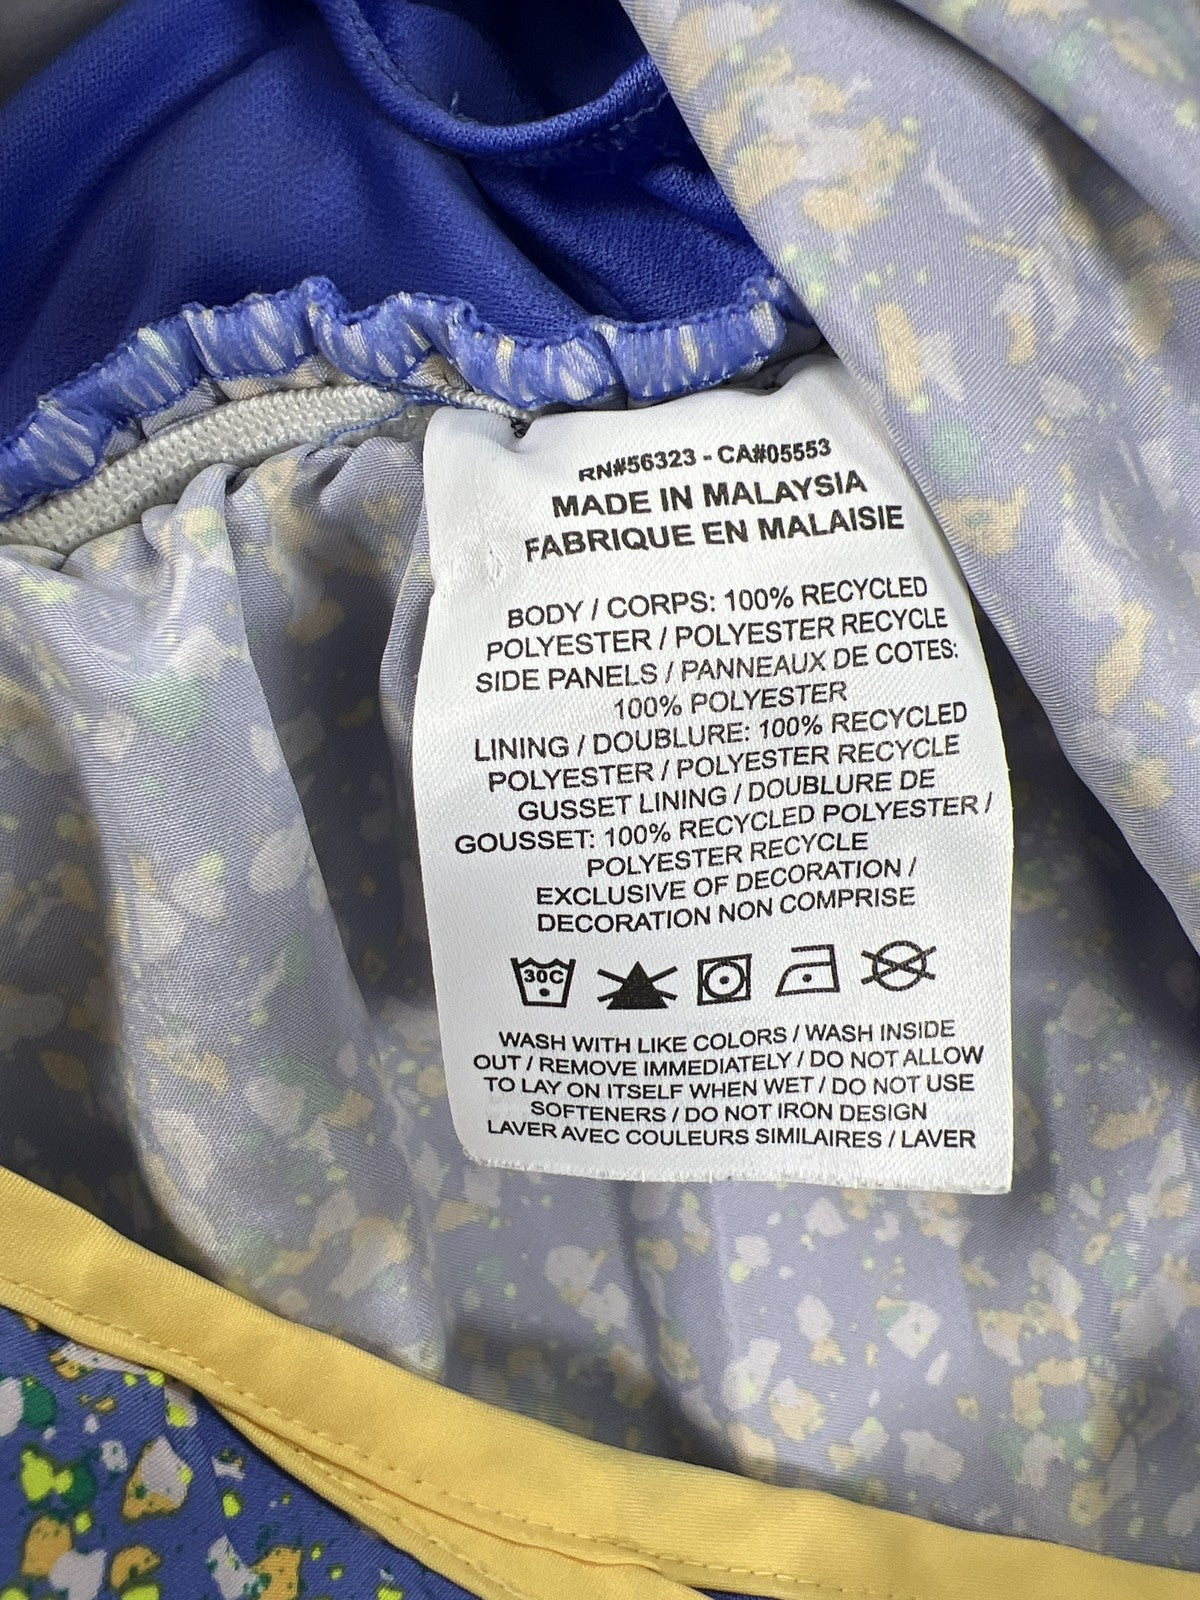 RN#56323 - CA#05553
MADE IN MALAYSIA
FABRIQUE EN MALAISIE
BODY / CORPS: 100% RECYCLED
POLYESTER / POLYESTER RECYCLE
SIDE PANELS / PANNEAUX DE COTES:
100% POLYESTER
LINING / DOUBLURE: 100% RECYCLED
POLYESTER / POLYESTER RECYCLE
GUSSET LINING / DOUBLURE DE
GOUSSET: 100% RECYCLED POLYESTER /
POLYESTER RECYCLE
EXCLUSIVE OF DECORATION /
DECORATION NON COMPRISE
30C
WASH WITH LIKE COLORS / WASH INSIDE
OUT / REMOVE IMMEDIATELY / DO NOT ALLOW
TO LAY ON ITSELF WHEN WET / DO NOT USE
SOFTENERS / DO NOT IRON DESIGN
LAVER AVEC COULEURS SIMILAIRES / LAVER